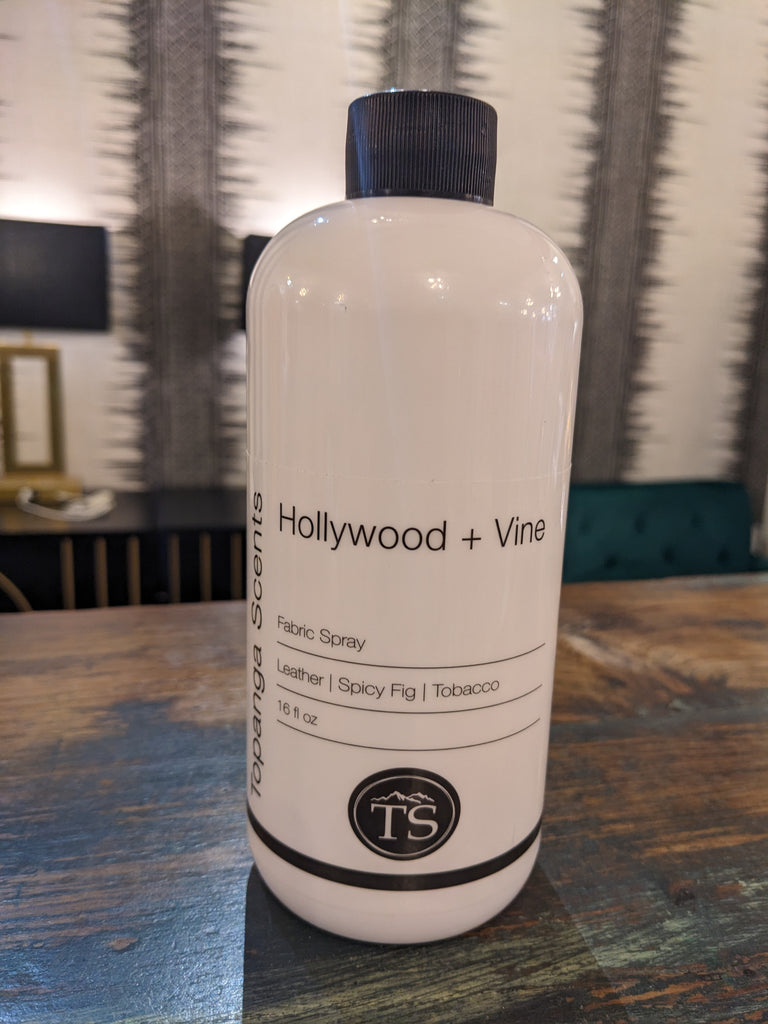 Topanga Scents
Hollywood + Vine
Fabric Spray
Leather | Spicy Fig | Tobacco
16 fl oz
TS